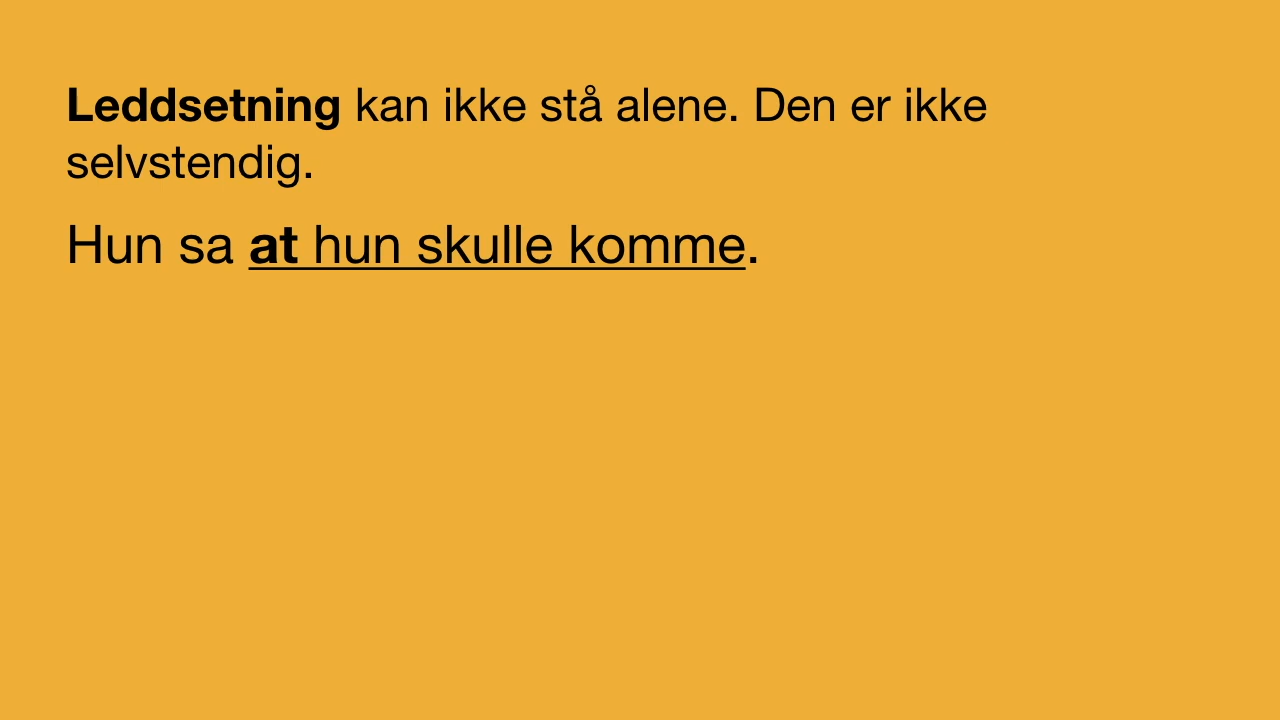 Leddsetning kan ikke stå alene. Den er ikke
selvstendig.
Hun sa at hun skulle komme.